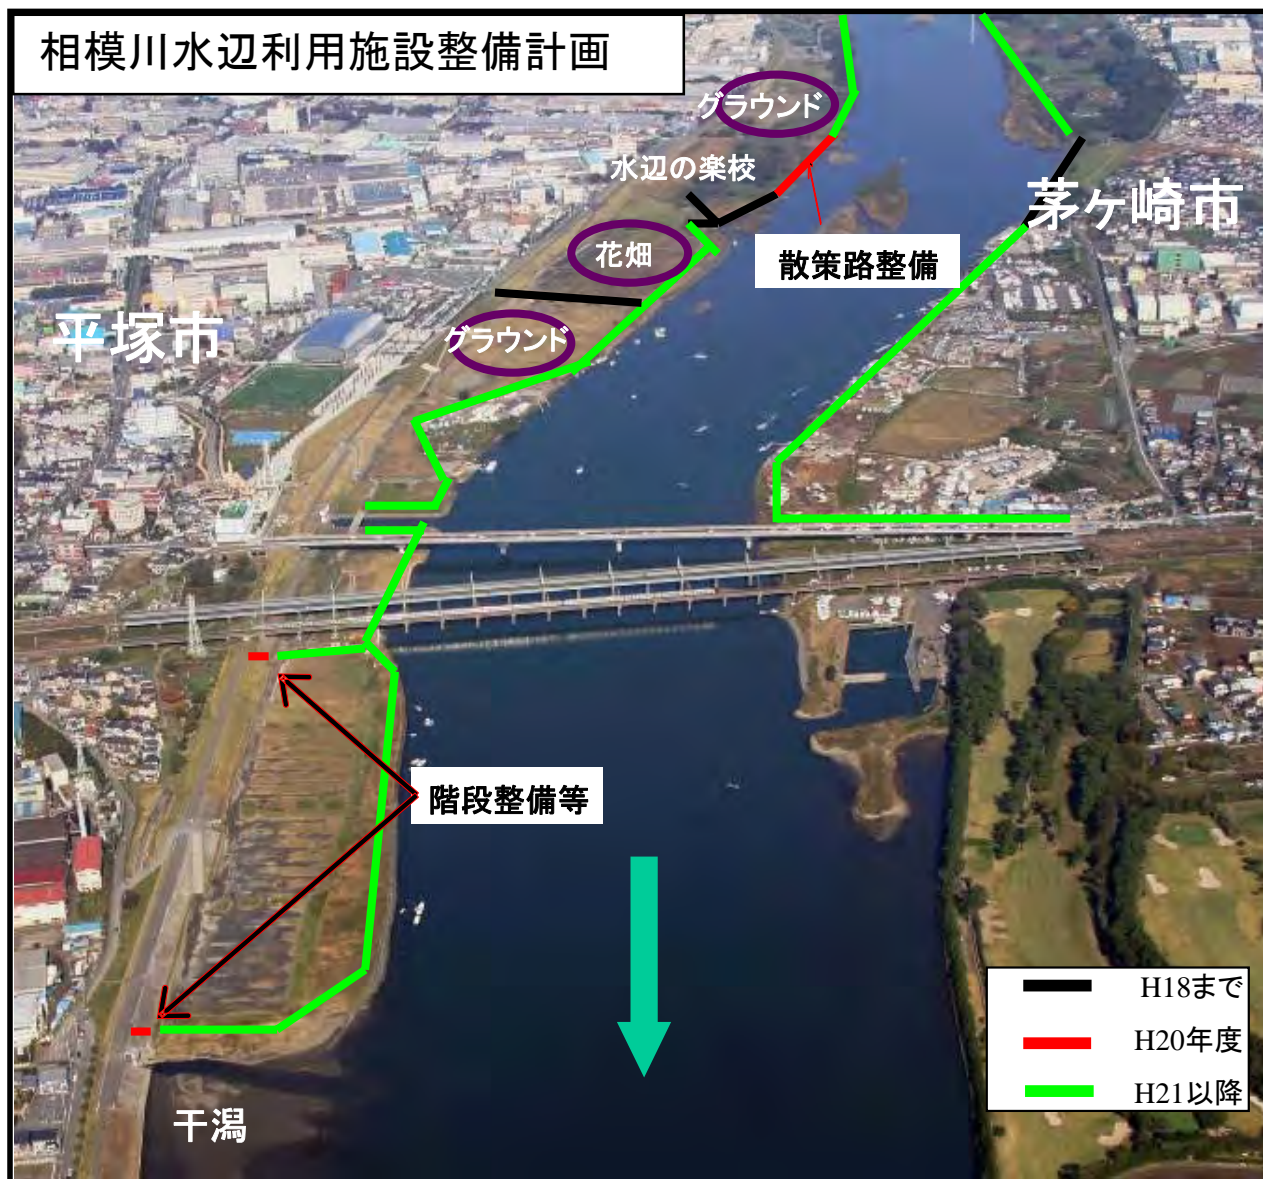 相模川水辺利用施設整備計画
グラウンド
水辺の楽校
茅ヶ崎市
散策路整備
花畑
平塚市
グラウンド
階段整備等
H18まで
H20年度
H21以降
干潟